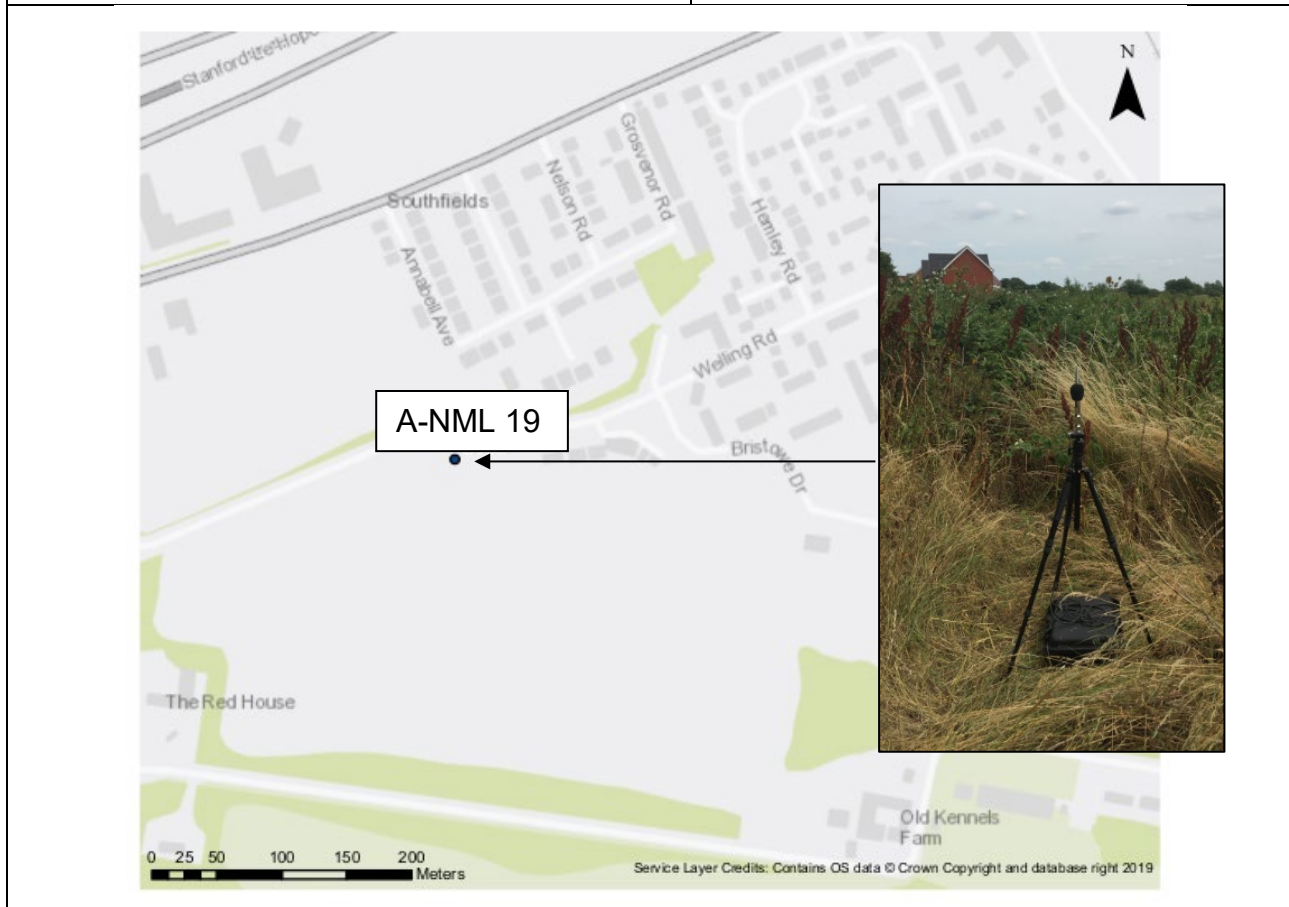 Stanford-Le-Hope
N
Grosvenor Rd
Nelson Rd
Southfields
Hemley Rd
Annabell Ave
Welling Rd
A-NML 19
Bristowe Dr
The Red House
Old Kennels
Farm
0 25 50 100 150 200
Meters
Service Layer Credits: Contains OS data © Crown Copyright and database right 2019